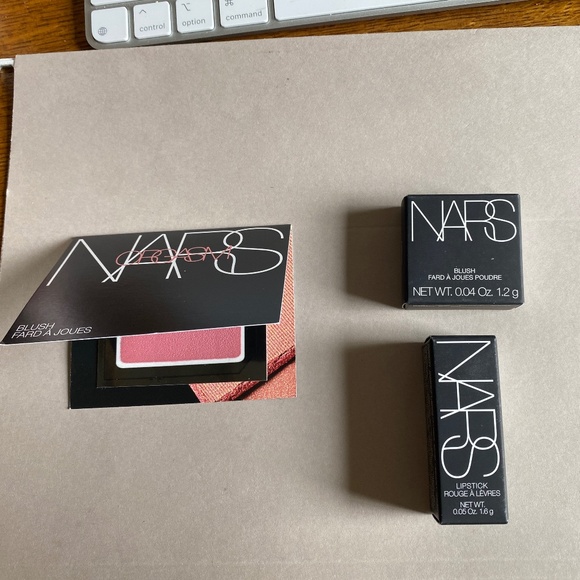 control
option
⌘
command
NARS
ORGASM
BLUSH
FARD À JOUES
NARS
BLUSH
FARD À JOUES POUDRE
NET WT. 0.04 Oz. 1.2 g
NARS
LIPSTICK
ROUGE À LÈVRES
NET WT.
0.05 Oz. 1.6 g